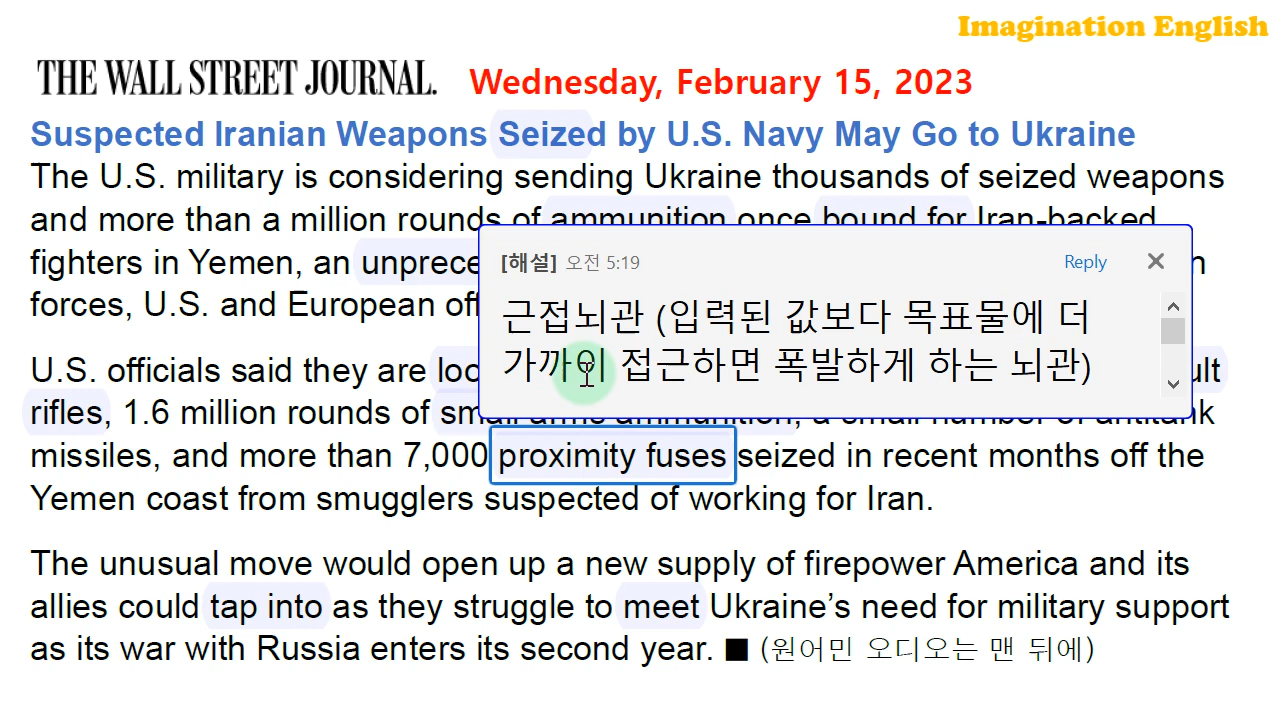 Imagination English
THE WALL STREET JOURNAL. Wednesday, February 15, 2023
Suspected Iranian Weapons Seized by U.S. Navy May Go to Ukraine
The U.S. military is considering sending Ukraine thousands of seized weapons
and more than a million rounds of ammunition once bound for Iran-backed
fighters in Yemen, an
forces, U.S. and European
[해설] 오전 5:19 Reply
근접뇌관 (입력된 값보다 목표물에 더
가까이 접근하면 폭발하게 하는 뇌관)
U.S. officials said they are
rifles, 1.6 million rounds of small arms ammunition, a small number of antitank
missiles, and more than 7,000 proximity fuses seized in recent months off the
Yemen coast from smugglers suspected of working for Iran.
The unusual move would open up a new supply of firepower America and its
allies could tap into as they struggle to meet Ukraine’s need for military support
as its war with Russia enters its second year. ■ (원어민 오디오는 맨 뒤에)